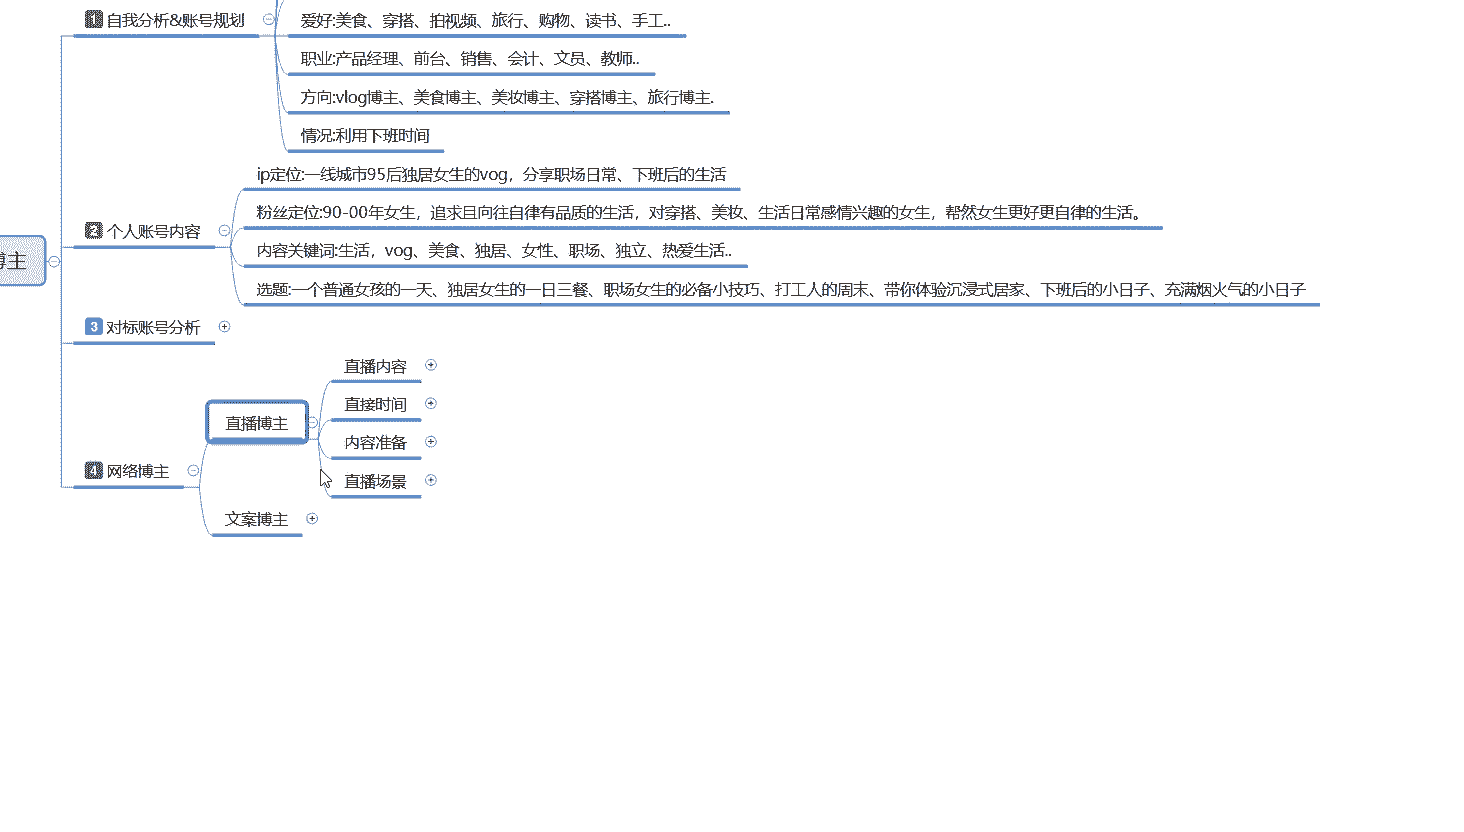 1 自我分析&账号规划
爱好:美食、穿搭、拍视频、旅行、购物、读书、手工..
职业:产品经理、前台、销售、会计、文员、教师..
方向:vlog博主、美食博主、美妆博主、穿搭博主、旅行博主.
情况:利用下班时间
博主
2 个人账号内容
ip定位:一线城市95后独居女生的vog，分享职场日常、下班后的生活
粉丝定位:90-00年女生，追求且向往自律有品质的生活，对穿搭、美妆、生活日常感情兴趣的女生，帮然女生更好更自律的生活。
内容关键词:生活，vog、美食、独居、女性、职场、独立、热爱生活..
选题:一个普通女孩的一天、独居女生的一日三餐、职场女生的必备小技巧、打工人的周末、带你体验沉浸式居家、下班后的小日子、充满烟火气的小日子
3 对标账号分析
4 网络博主
直播博主
直播内容
直接时间
内容准备
直播场景
文案博主